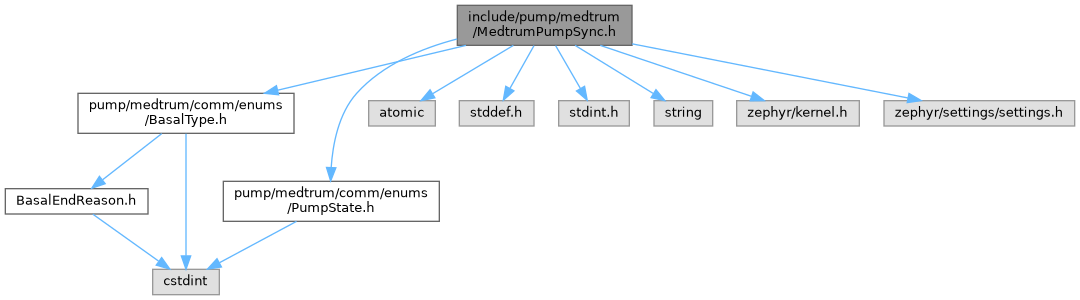 include/pump/medtrum
/MedtrumPumpSync.h
pump/medtrum/comm/enums
/BasalType.h
atomic
stddef.h
stdint.h
string
zephyr/kernel.h
zephyr/settings/settings.h
BasalEndReason.h
pump/medtrum/comm/enums
/PumpState.h
cstdint